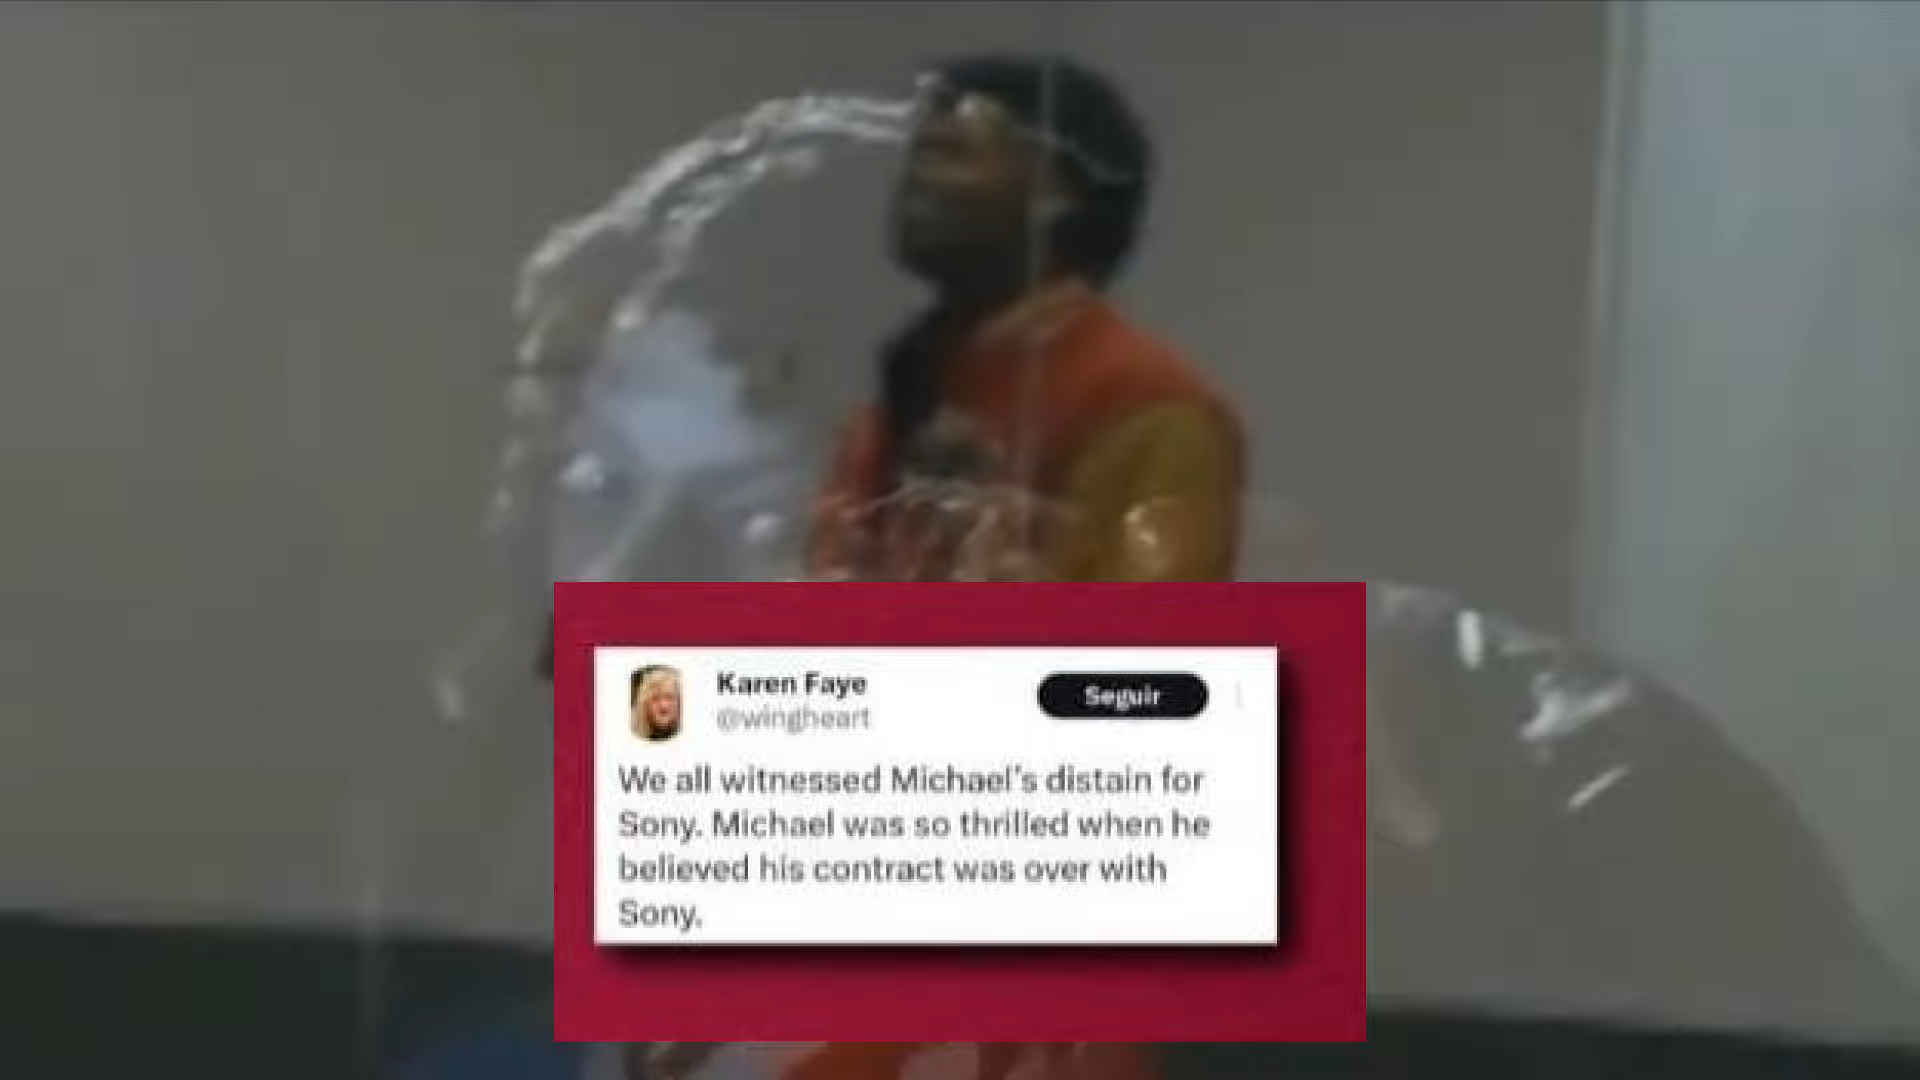 Karen Faye
@wingheart
Seguir
We all witnessed Michael's distain for
Sony. Michael was so thrilled when he
believed his contract was over with
Sony.